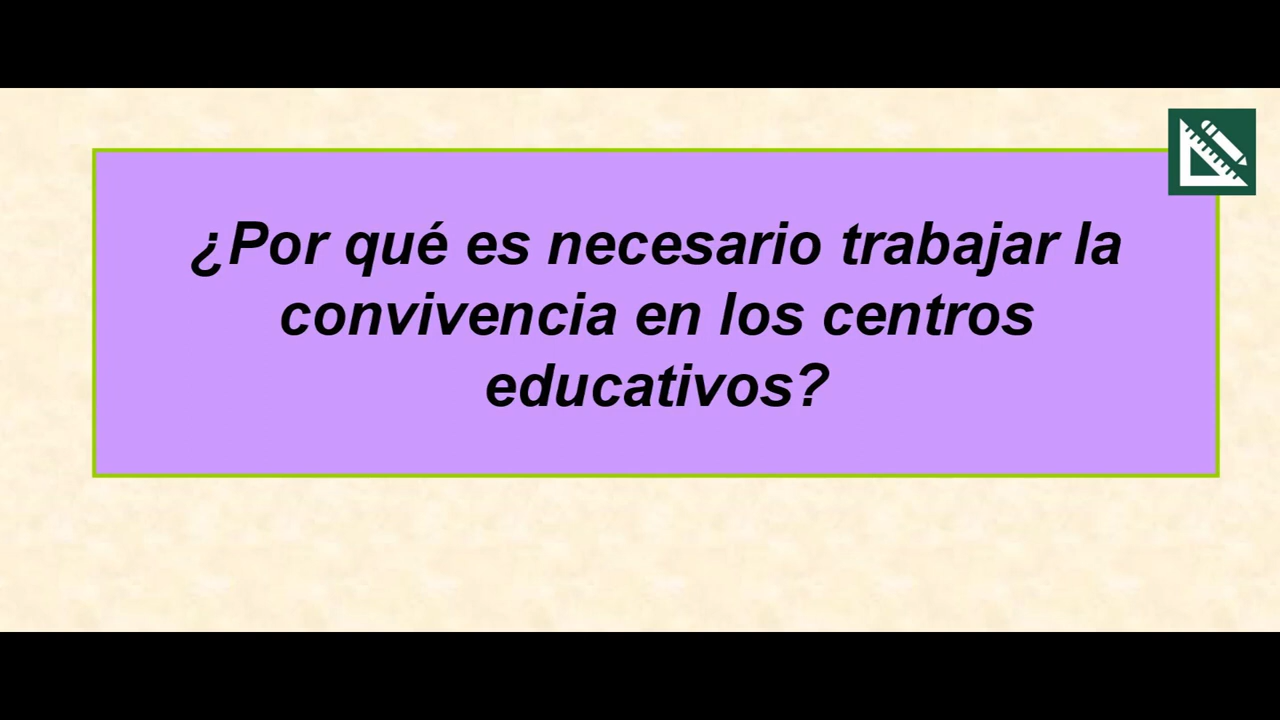 ¿Por qué es necesario trabajar la
convivencia en los centros
educativos?